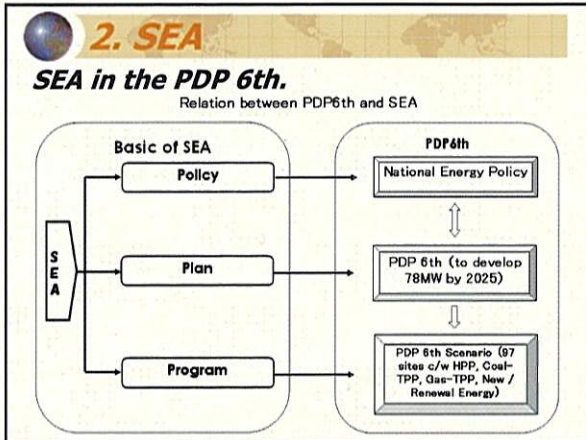 2. SEA
SEA in the PDP 6th.
Relation between PDP6th and SEA
Basic of SEA
Policy
Plan
Program
SEA
PDP6th
National Energy Policy
PDP 6th (to develop
78MW by 2025)
PDP 6th Scenario (97
sites c/w HPP, Coal-
TPP, Gas-TPP, New /
Renewal Energy)